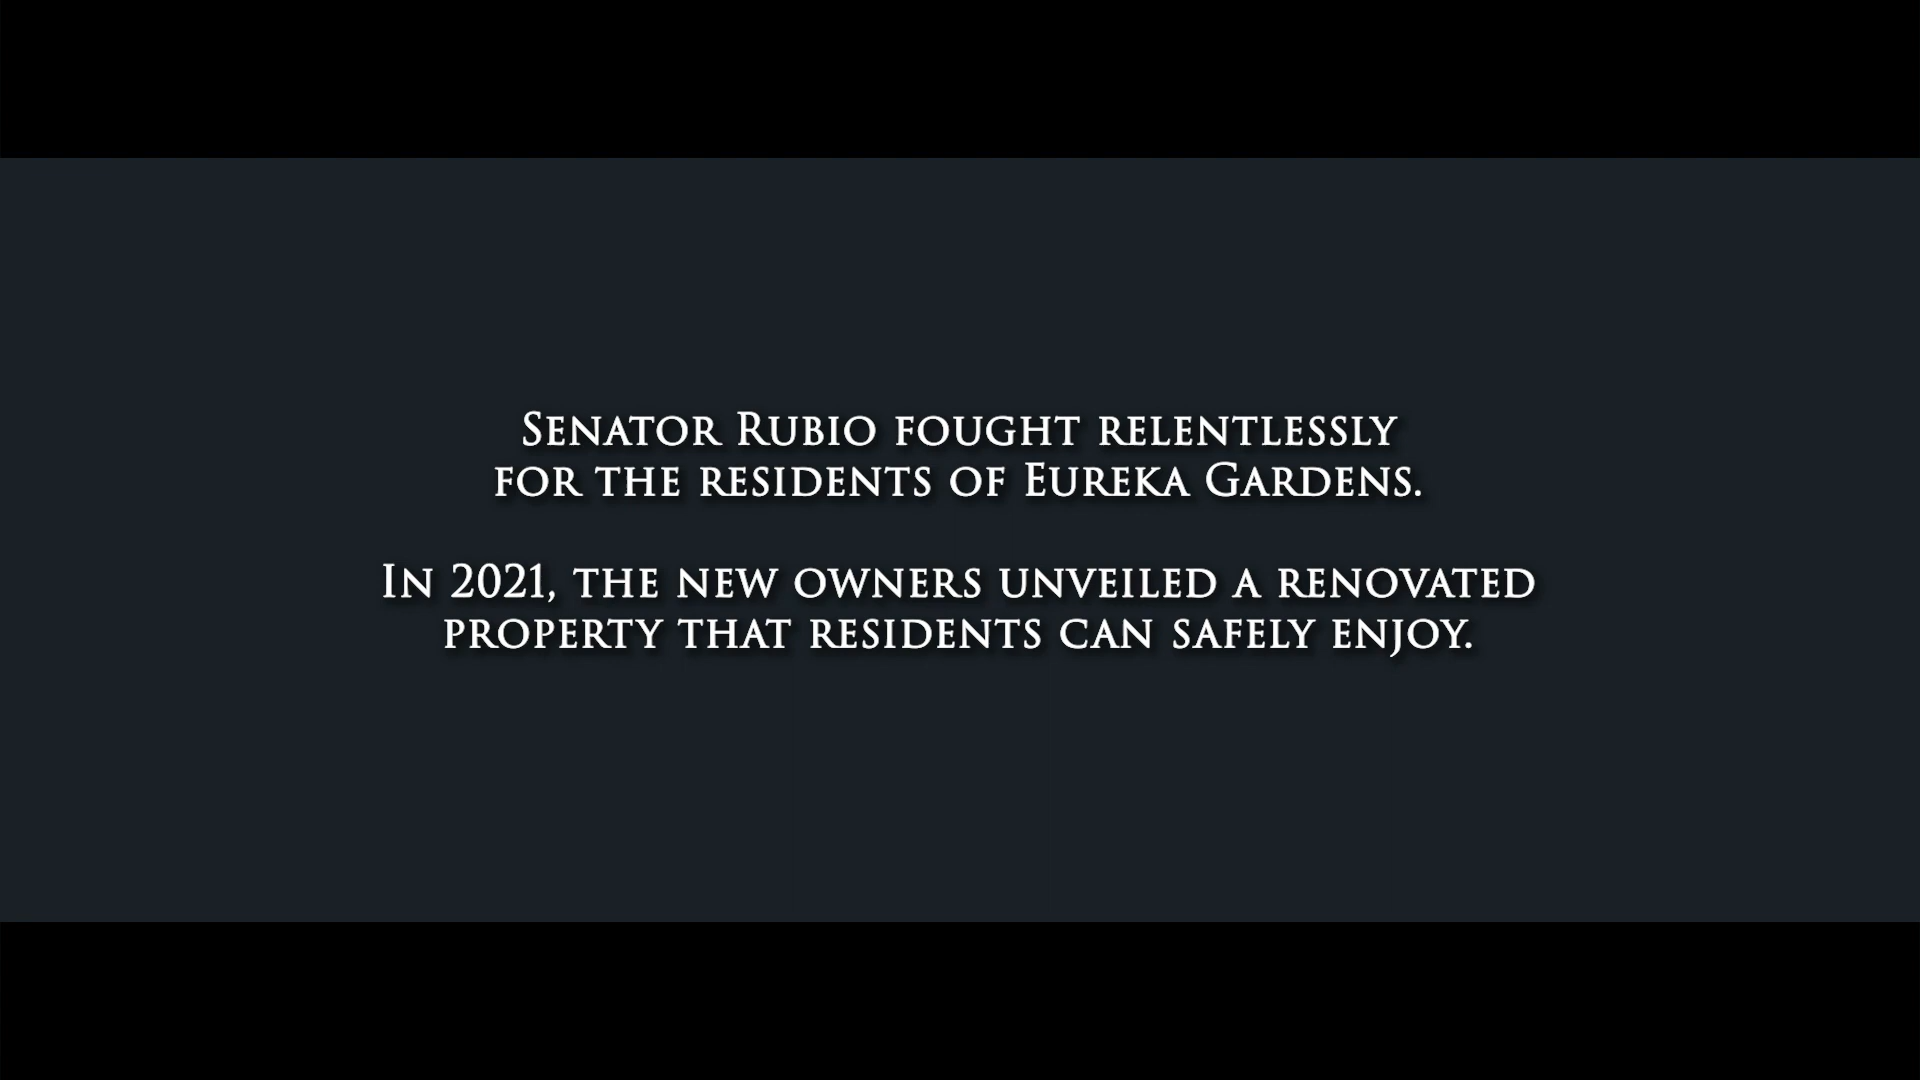 Senator Rubio fought relentlessly
for the residents of Eureka Gardens.
In 2021, the new owners unveiled a renovated
property that residents can safely enjoy.